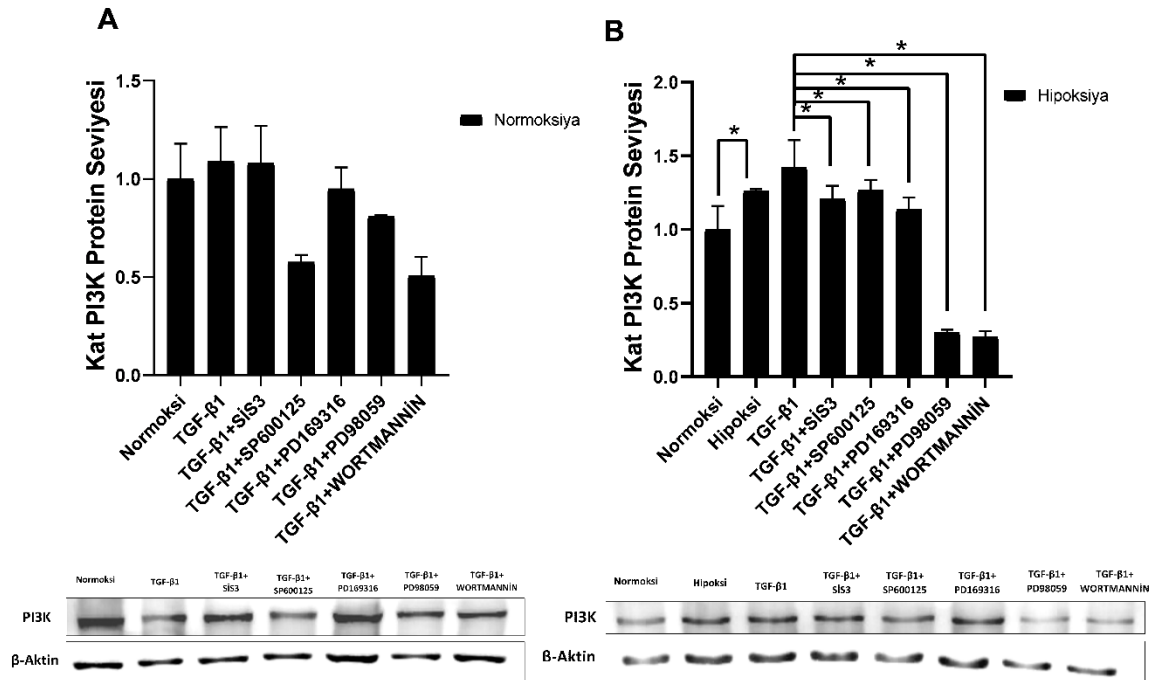 A
Kat PI3K Protein Seviyesi
1.5
1.0
0.5
0.0
Normoksiya
Normoksi
TGF-β1
TGF-β1+SİS3
TGF-β1+SP600125
TGF-β1+PD169316
TGF-β1+PD98059
TGF-β1+WORTMANNİN
B
Kat PI3K Protein Seviyesi
2.0
1.5
1.0
0.5
0.0
*
*
*
*
*
*
Hipoksiya
Normoksi
Hipoksi
TGF-β1
TGF-β1+SİS3
TGF-β1+SP600125
TGF-β1+PD169316
TGF-β1+PD98059
TGF-β1+WORTMANNİN
Normoksi
TGF-β1
TGF-β1+
SİS3
TGF-β1+
SP600125
TGF-β1+
PD169316
TGF-β1+
PD98059
TGF-β1+
WORTMANNİN
PI3K
β-Aktin
Normoksi
Hipoksi
TGF-β1
TGF-β1+
SİS3
TGF-β1+
SP600125
TGF-β1+
PD169316
TGF-β1+
PD98059
TGF-β1+
WORTMANNİN
PI3K
ß-Aktin